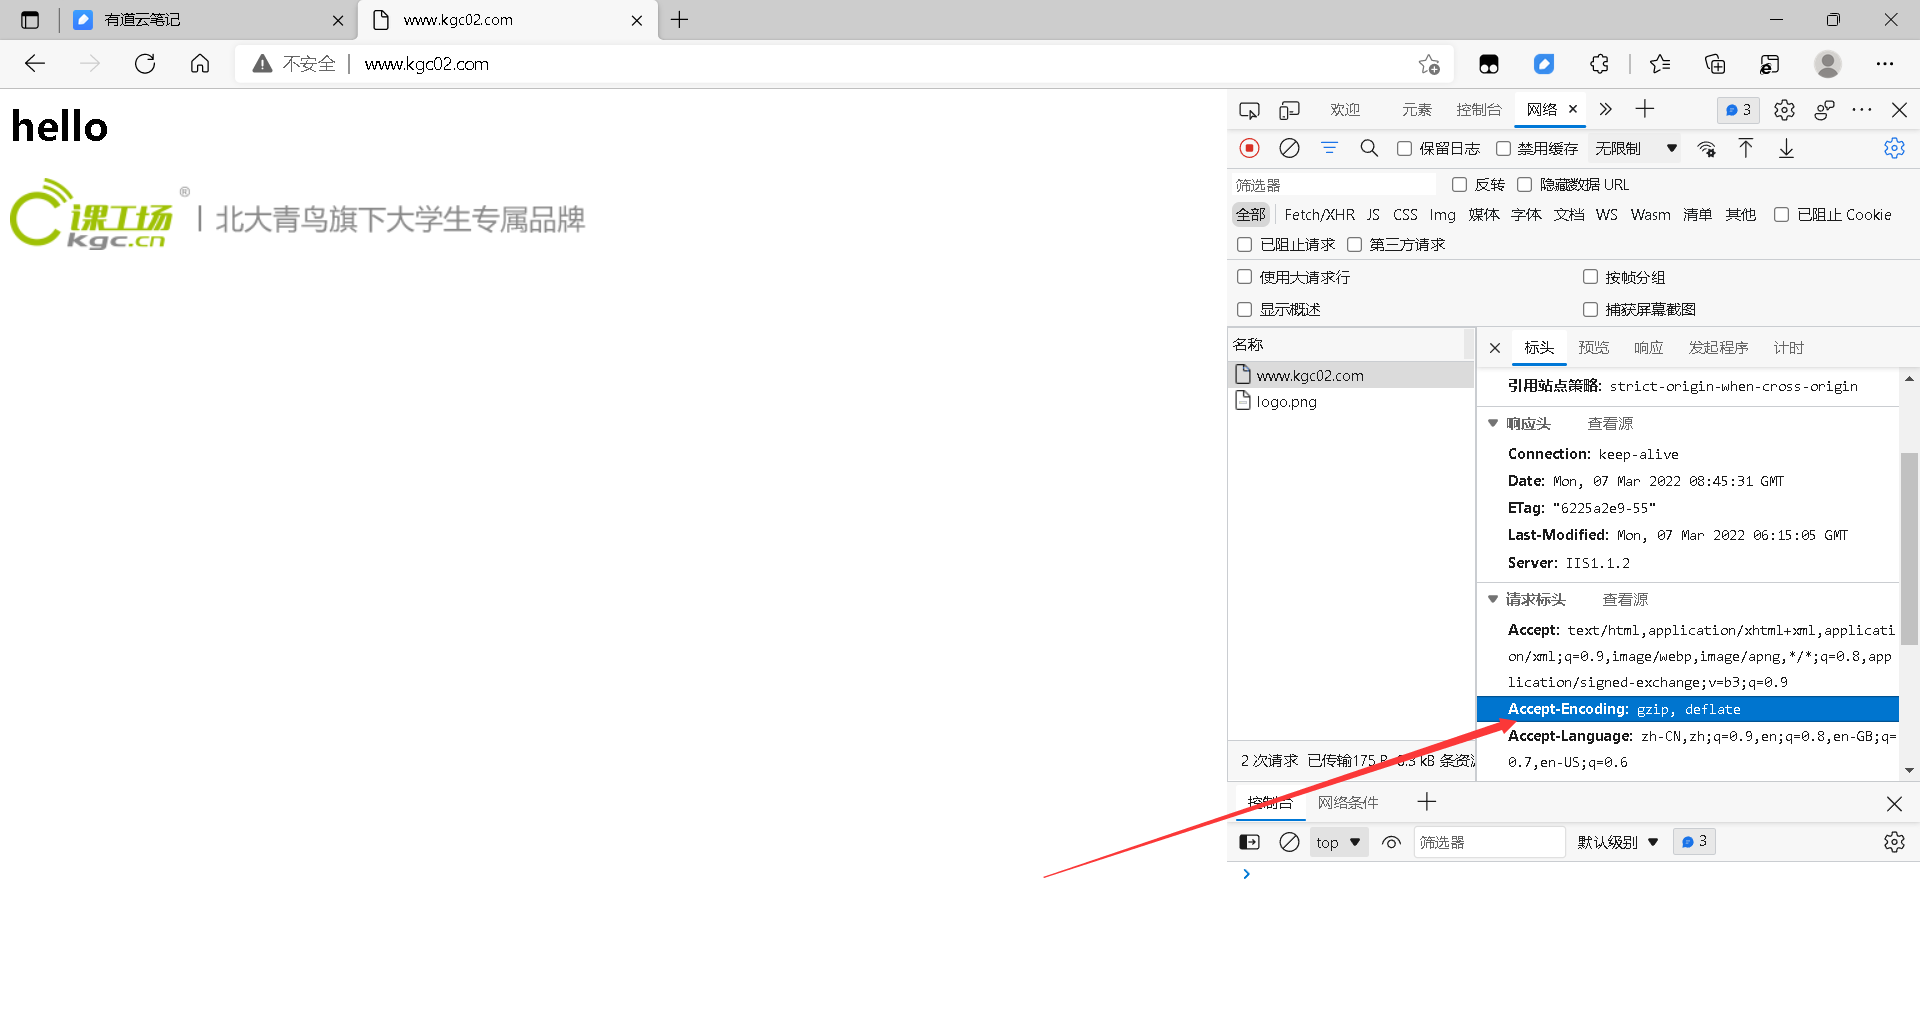 有道云笔记
www.kgc02.com
不安全
www.kgc02.com
hello
课工场
®
kgc.cn
北大青鸟旗下大学生专属品牌
欢迎 元素 控制台 网络 3
保留日志 禁用缓存 无限制
筛选器 反转 隐藏数据 URL
全部 Fetch/XHR JS CSS Img 媒体 字体 文档 WS Wasm 清单 其他 已阻止 Cookie
已阻止请求 第三方请求
使用大请求行 按帧分组
显示概述 捕获屏幕截图
名称
www.kgc02.com
logo.png
标头 预览 响应 发起程序 计时
引用站点策略: strict-origin-when-cross-origin
响应头 查看源
Connection: keep-alive
Date: Mon, 07 Mar 2022 08:45:31 GMT
ETag: "6225a2e9-55"
Last-Modified: Mon, 07 Mar 2022 06:15:05 GMT
Server: IIS1.1.2
请求标头 查看源
Accept: text/html,application/xhtml+xml,applicati
on/xml;q=0.9,image/webp,image/apng,*/*;q=0.8,app
lication/signed-exchange;v=b3;q=0.9
Accept-Encoding: gzip, deflate
Accept-Language: zh-CN,zh;q=0.9,en;q=0.8,en-GB;q=
0.7,en-US;q=0.6
2 次请求 已传输175 kB 条资
控制台 网络条件
top 筛选器 默认级别 3